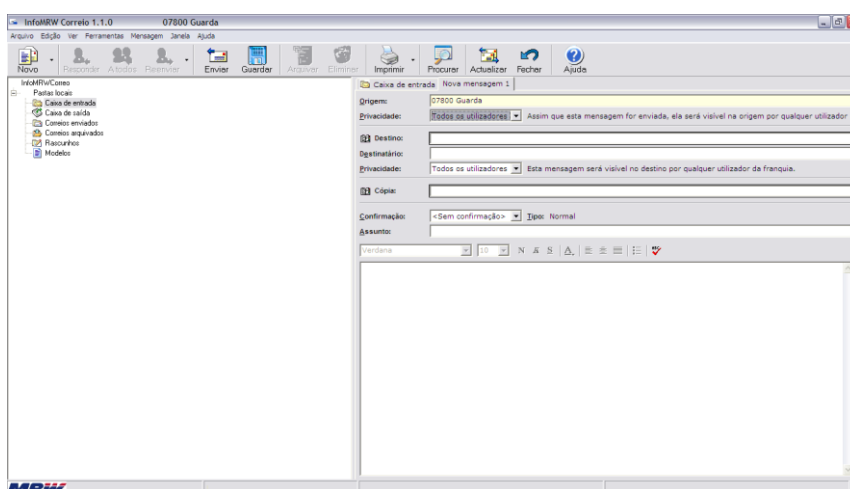 InfoMRW Correio 1.1.0 07800 Guarda
Arquivo Edição Ver Ferramentas Mensagem Janela Ajuda
Novo Responder A todos Reenviar Enviar Guardar Arquivar Eliminar Imprimir Procurar Actualizar Fechar Ajuda
InfoMRWCorreio
Pastas locais
Caixa de entrada
Caixa de saída
Correios enviados
Correios arquivados
Rascunhos
Modelos
Caixa de entrada Nova mensagem 1
Origem: 07800 Guarda
Privacidade: Todos os utilizadores Assim que esta mensagem for enviada, ela será visível na origem por qualquer utilizador
Destino:
Destinatário:
Privacidade: Todos os utilizadores Esta mensagem será visível no destino por qualquer utilizador da franquia.
Cópia:
Confirmação: <Sem confirmação> Tipo: Normal
Assunto:
Verdana 10 N K S A
MRW